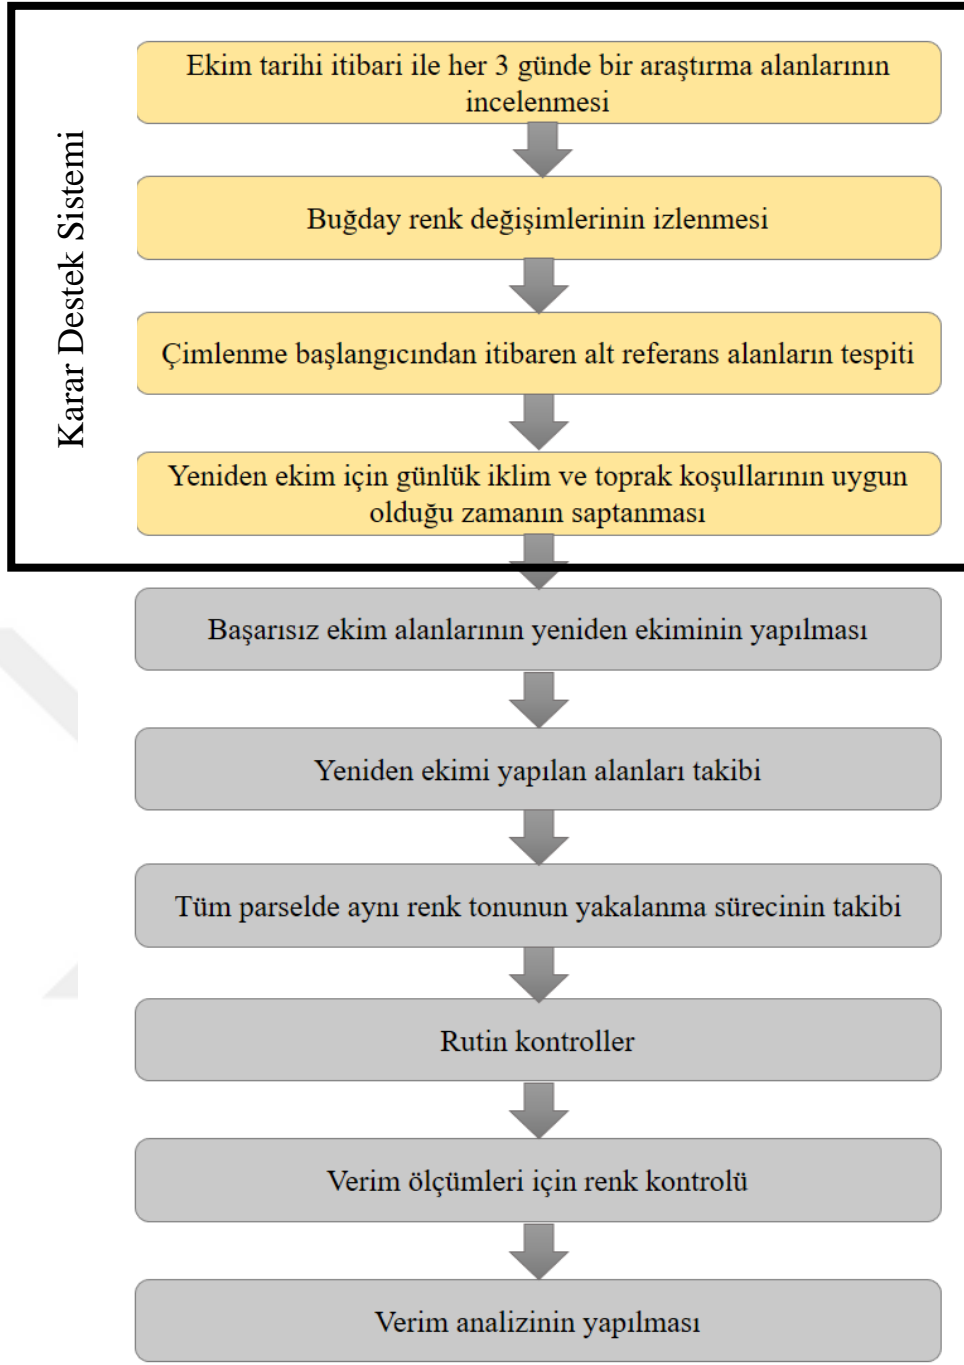 Karar Destek Sistemi
Ekim tarihi itibari ile her 3 günde bir araştırma alanlarının
incelenmesi
Buğday renk değişimlerinin izlenmesi
Çimlenme başlangıcından itibaren alt referans alanların tespiti
Yeniden ekim için günlük iklim ve toprak koşullarının uygun
olduğu zamanın saptanması
Başarısız ekim alanlarının yeniden ekiminin yapılması
Yeniden ekimi yapılan alanları takibi
Tüm parselde aynı renk tonunun yakalanma sürecinin takibi
Rutin kontroller
Verim ölçümleri için renk kontrolü
Verim analizinin yapılması